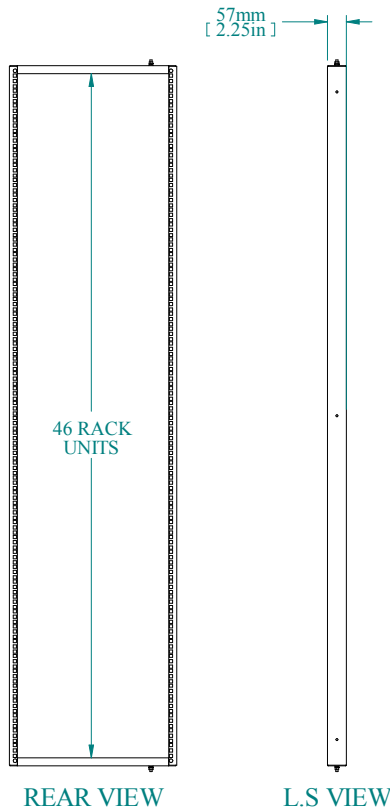 57mm
[ 2.25in ]
46 RACK
UNITS
REAR VIEW
L.S VIEW